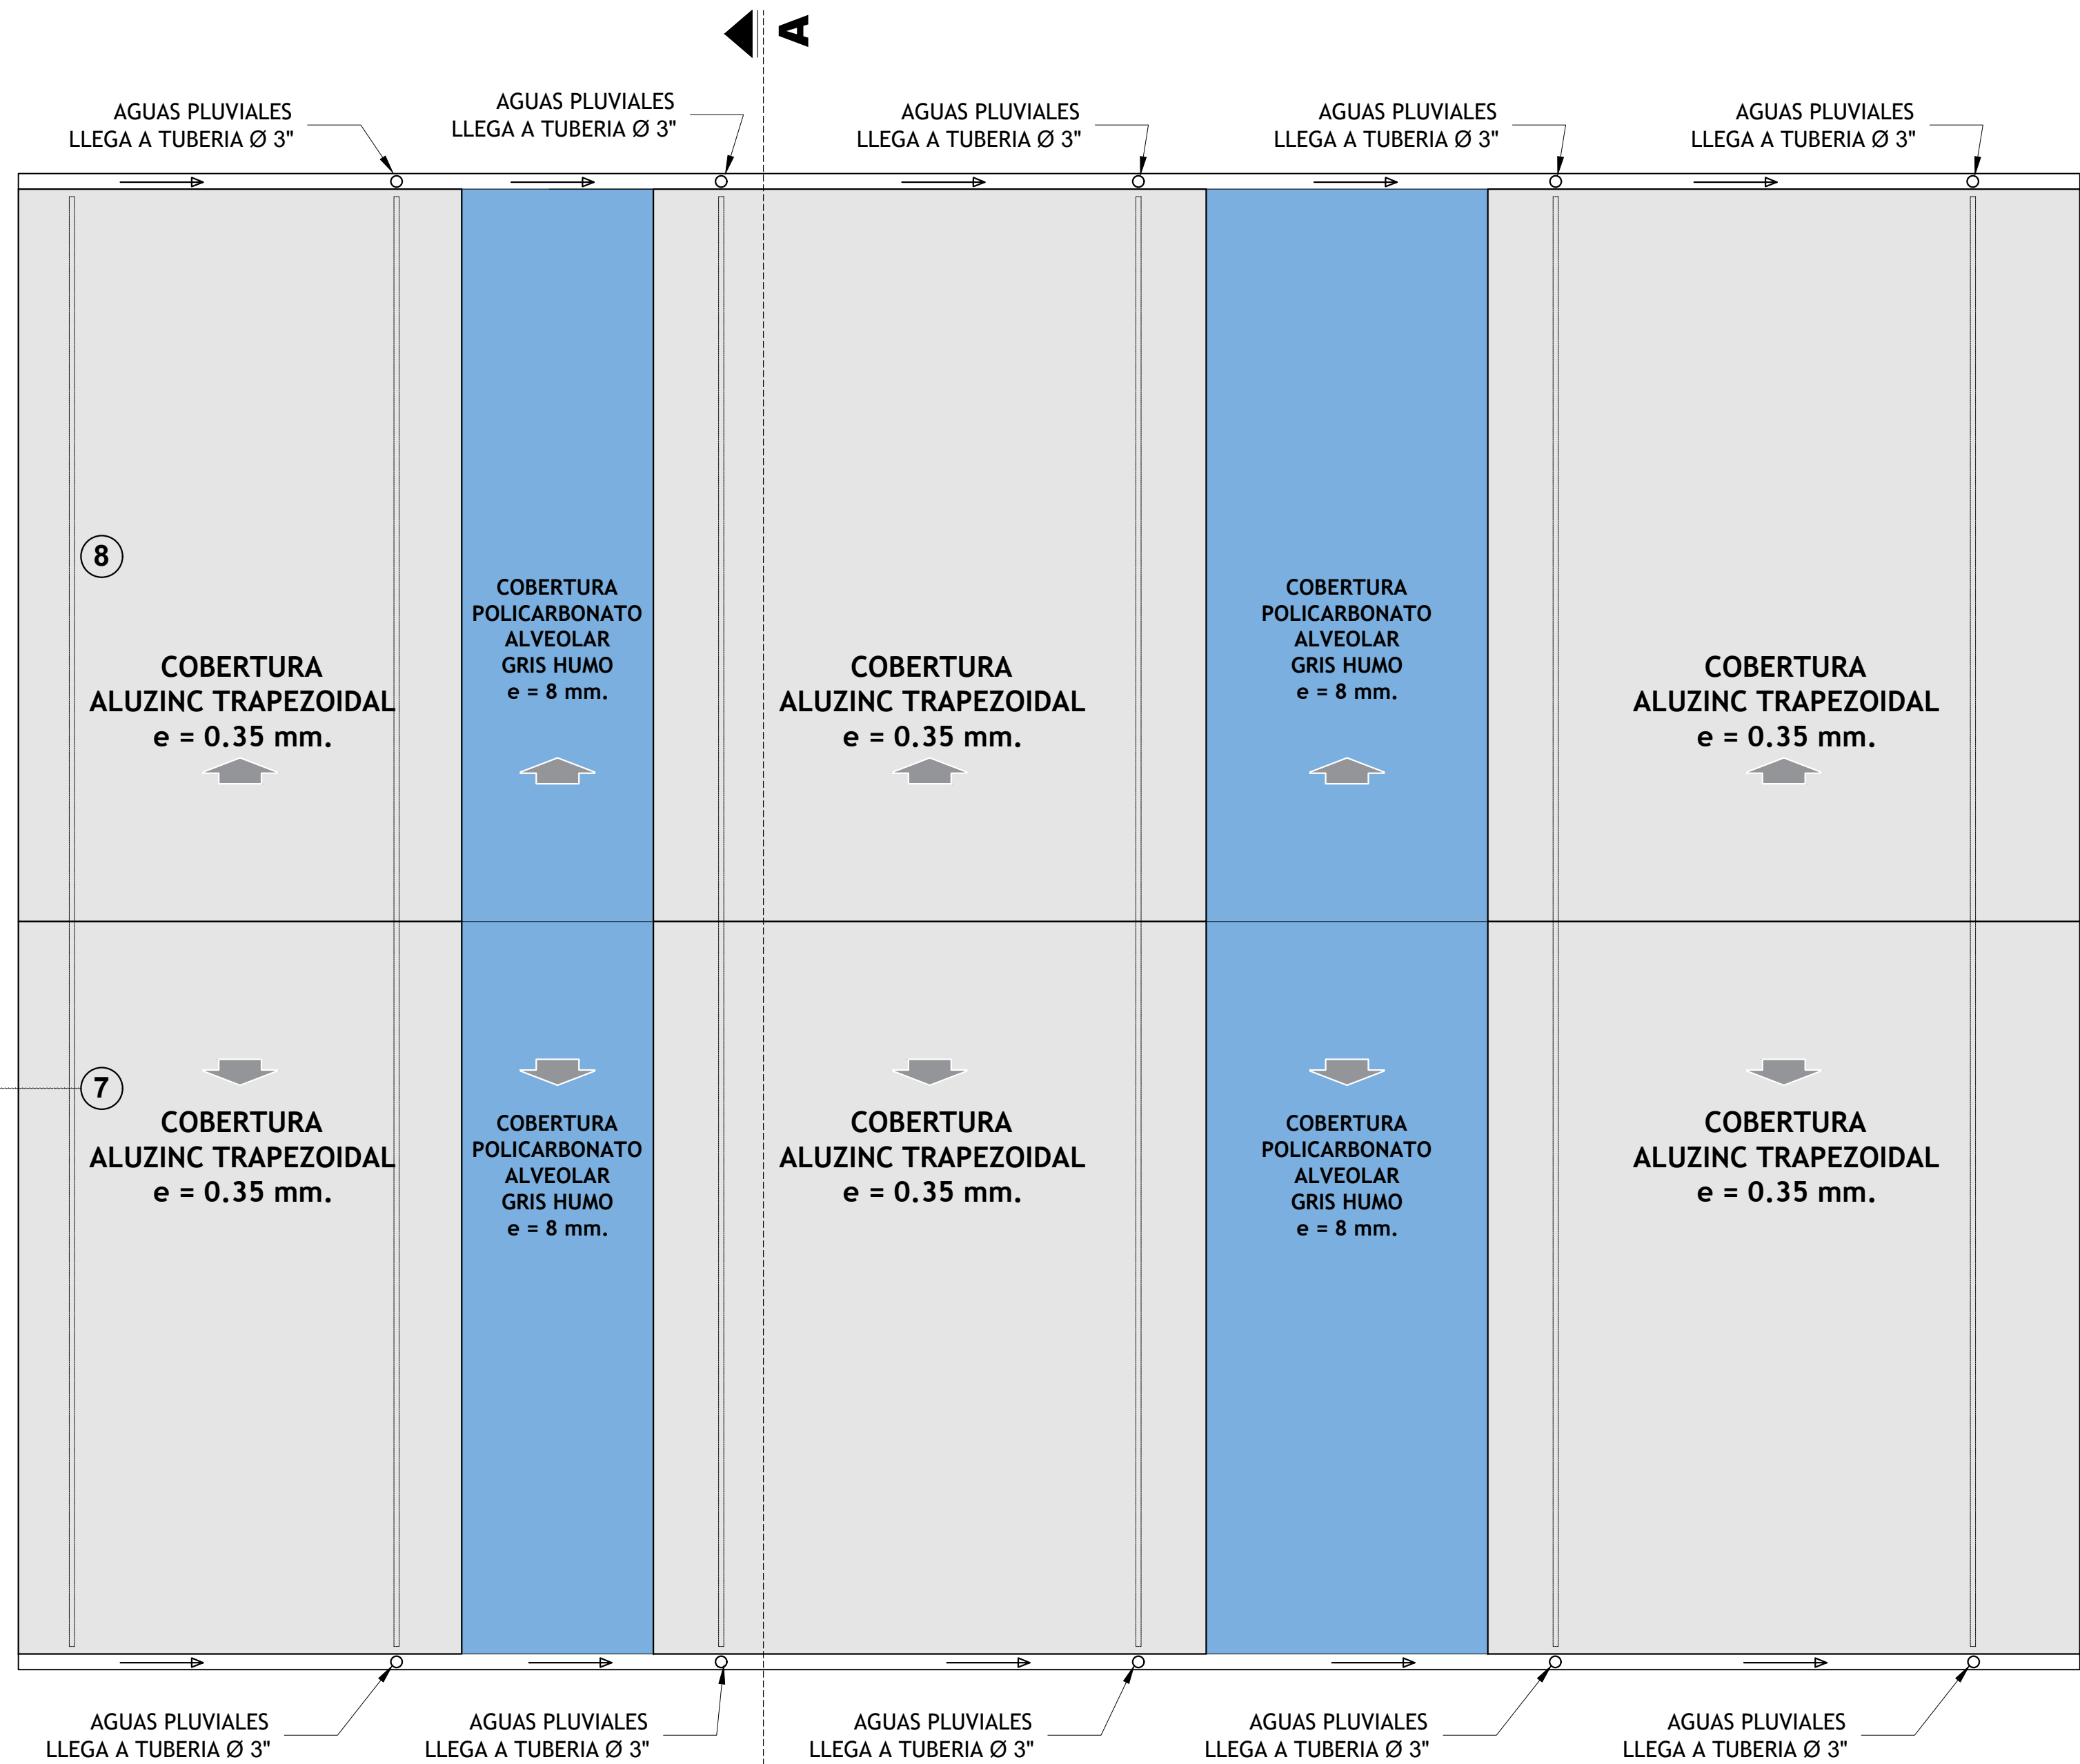 A
AGUAS PLUVIALES
LLEGA A TUBERIA Ø 3"
AGUAS PLUVIALES
LLEGA A TUBERIA Ø 3"
AGUAS PLUVIALES
LLEGA A TUBERIA Ø 3"
AGUAS PLUVIALES
LLEGA A TUBERIA Ø 3"
AGUAS PLUVIALES
LLEGA A TUBERIA Ø 3"
8
COBERTURA
ALUZINC TRAPEZOIDAL
e = 0.35 mm.
COBERTURA
POLICARBONATO
ALVEOLAR
GRIS HUMO
e = 8 mm.
COBERTURA
ALUZINC TRAPEZOIDAL
e = 0.35 mm.
COBERTURA
POLICARBONATO
ALVEOLAR
GRIS HUMO
e = 8 mm.
COBERTURA
ALUZINC TRAPEZOIDAL
e = 0.35 mm.
7
COBERTURA
ALUZINC TRAPEZOIDAL
e = 0.35 mm.
COBERTURA
POLICARBONATO
ALVEOLAR
GRIS HUMO
e = 8 mm.
COBERTURA
ALUZINC TRAPEZOIDAL
e = 0.35 mm.
COBERTURA
POLICARBONATO
ALVEOLAR
GRIS HUMO
e = 8 mm.
COBERTURA
ALUZINC TRAPEZOIDAL
e = 0.35 mm.
AGUAS PLUVIALES
LLEGA A TUBERIA Ø 3"
AGUAS PLUVIALES
LLEGA A TUBERIA Ø 3"
AGUAS PLUVIALES
LLEGA A TUBERIA Ø 3"
AGUAS PLUVIALES
LLEGA A TUBERIA Ø 3"
AGUAS PLUVIALES
LLEGA A TUBERIA Ø 3"